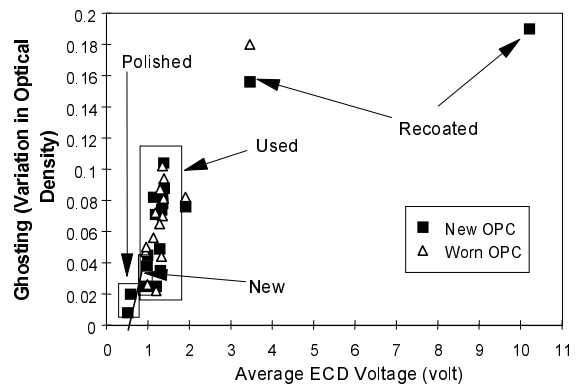 Ghosting (Variation in Optical
Density)
0.2
0.18
0.16
0.14
0.12
0.1
0.08
0.06
0.04
0.02
0
Polished
Used
Recoated
New
New OPC
Worn OPC
0 1 2 3 4 5 6 7 8 9 10 11
Average ECD Voltage (volt)